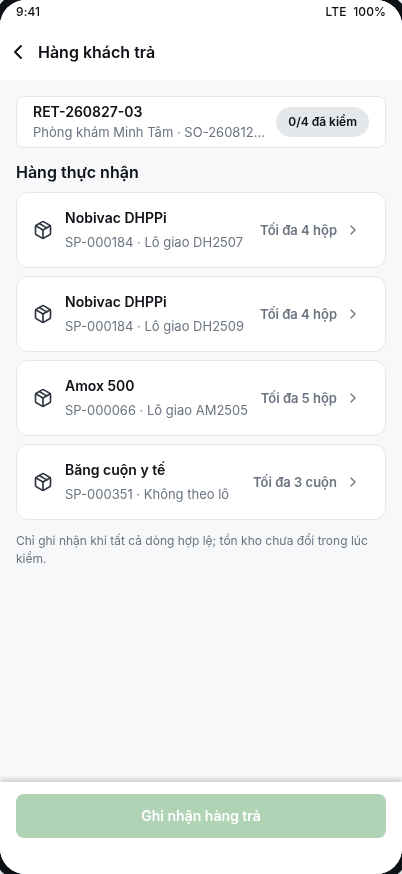 9:41
LTE 100%
Hàng khách trả
RET-260827-03
Phòng khám Minh Tâm · SO-260812...
0/4 đã kiểm
Hàng thực nhận
Nobivac DHPPi
SP-000184 · Lô giao DH2507
Tối đa 4 hộp
Nobivac DHPPi
SP-000184 · Lô giao DH2509
Tối đa 4 hộp
Amox 500
SP-000066 · Lô giao AM2505
Tối đa 5 hộp
Băng cuộn y tế
SP-000351 · Không theo lô
Tối đa 3 cuộn
Chỉ ghi nhận khi tất cả dòng hợp lệ; tồn kho chưa đổi trong lúc
kiểm.
Ghi nhận hàng trả